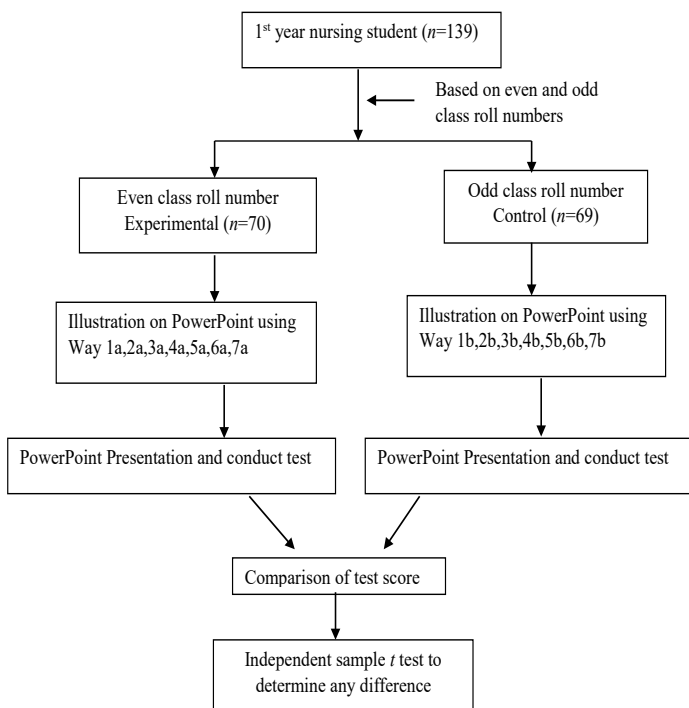 1st year nursing student (n=139)
Based on even and odd
class roll numbers
Even class roll number
Experimental (n=70)
Odd class roll number
Control (n=69)
Illustration on PowerPoint using
Way 1a,2a,3a,4a,5a,6a,7a
Illustration on PowerPoint using
Way 1b,2b,3b,4b,5b,6b,7b
PowerPoint Presentation and conduct test
PowerPoint Presentation and conduct test
Comparison of test score
Independent sample t test to
determine any difference